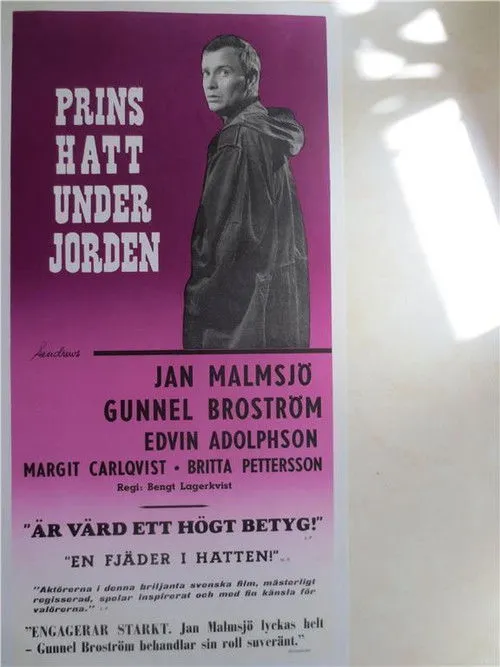 PRINS
HATT
UNDER
JORDEN
Sandrews
JAN MALMSJÖ
GUNNEL BROSTRÖM
EDVIN ADOLPHSON
MARGIT CARLQVIST • BRITTA PETTERSSON
Regi: Bengt Lagerkvist
"ÄR VÄRD ETT HÖGT BETYG!"
"EN FJÄDER I HATTEN!"
"Aktörerna i denna briljanta svenska film, mästerligt
regisserad, spelar inspirerat och med fin känsla för
valörerna."
"ENGAGERAR STARKT. Jan Malmsjö lyckas helt
– Gunnel Broström behandlar sin roll suveränt."